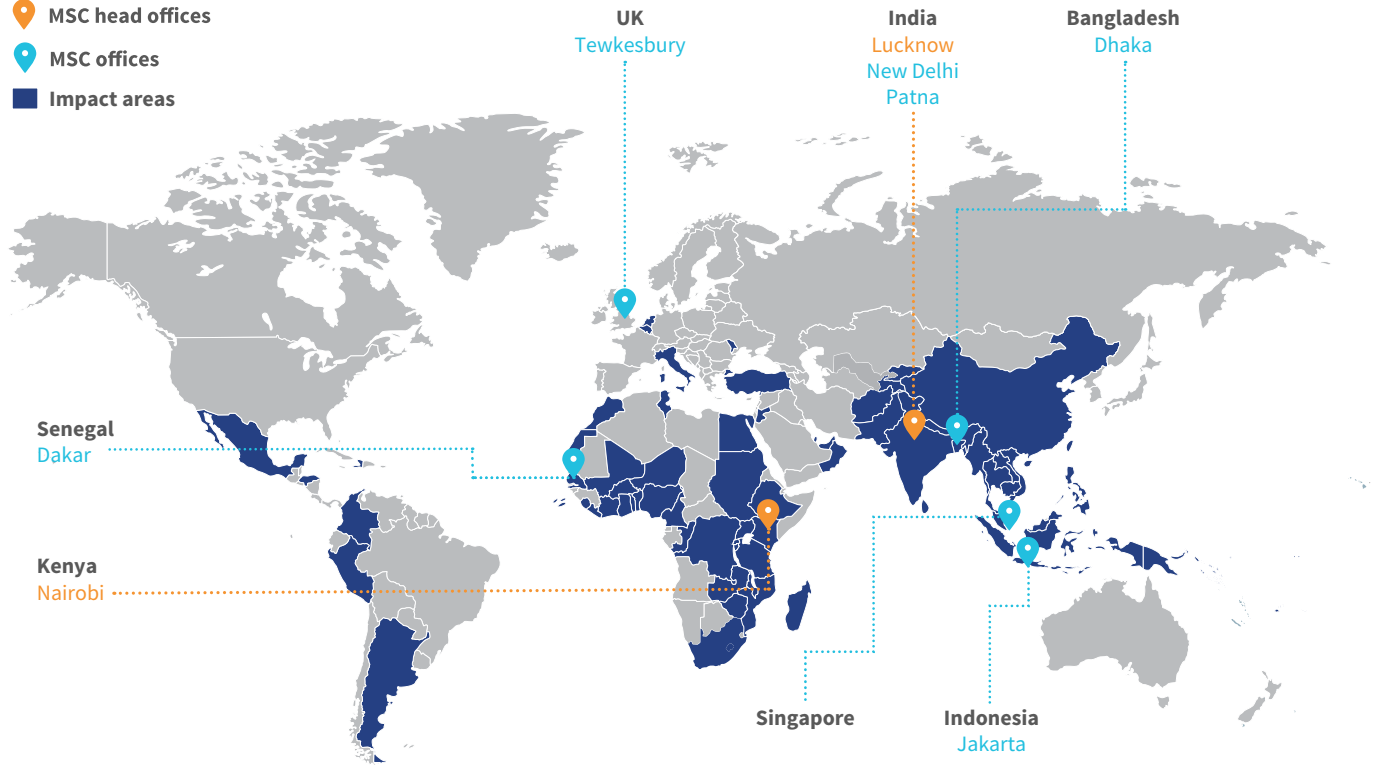 MSC head offices
MSC offices
Impact areas
UK
Tewkesbury
India
Lucknow
New Delhi
Patna
Bangladesh
Dhaka
Senegal
Dakar
Kenya
Nairobi
Singapore
Indonesia
Jakarta